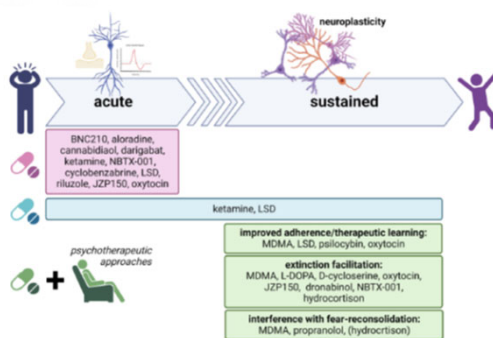 neuroplasticity
acute
sustained
BNC210, aloradine,
cannabidiaol, darigabat,
ketamine, NBTX-001,
cyclobenzabrine, LSD,
riluzole, JZP150, oxytocin
ketamine, LSD
improved adherence/therapeutic learning:
MDMA, LSD, psilocybin, oxytocin
psychotherapeutic
approaches
+
extinction facilitation:
MDMA, L-DOPA, D-cycloserine, oxytocin,
JZP150, dronabinol, NBTX-001,
hydrocortison
interference with fear-reconsolidation:
MDMA, propranolol, (hydrocrtison)